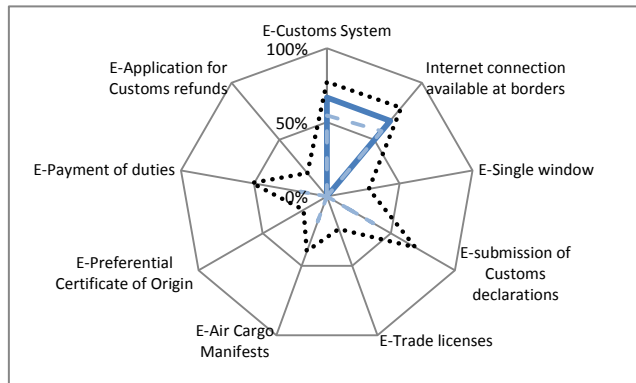 E-Customs System
100%
E-Application for
Customs refunds
Internet connection
available at borders
50%
E-Payment of duties
E-Single window
0%
E-Preferential
Certificate of Origin
E-submission of
Customs
declarations
E-Air Cargo
Manifests
E-Trade licenses